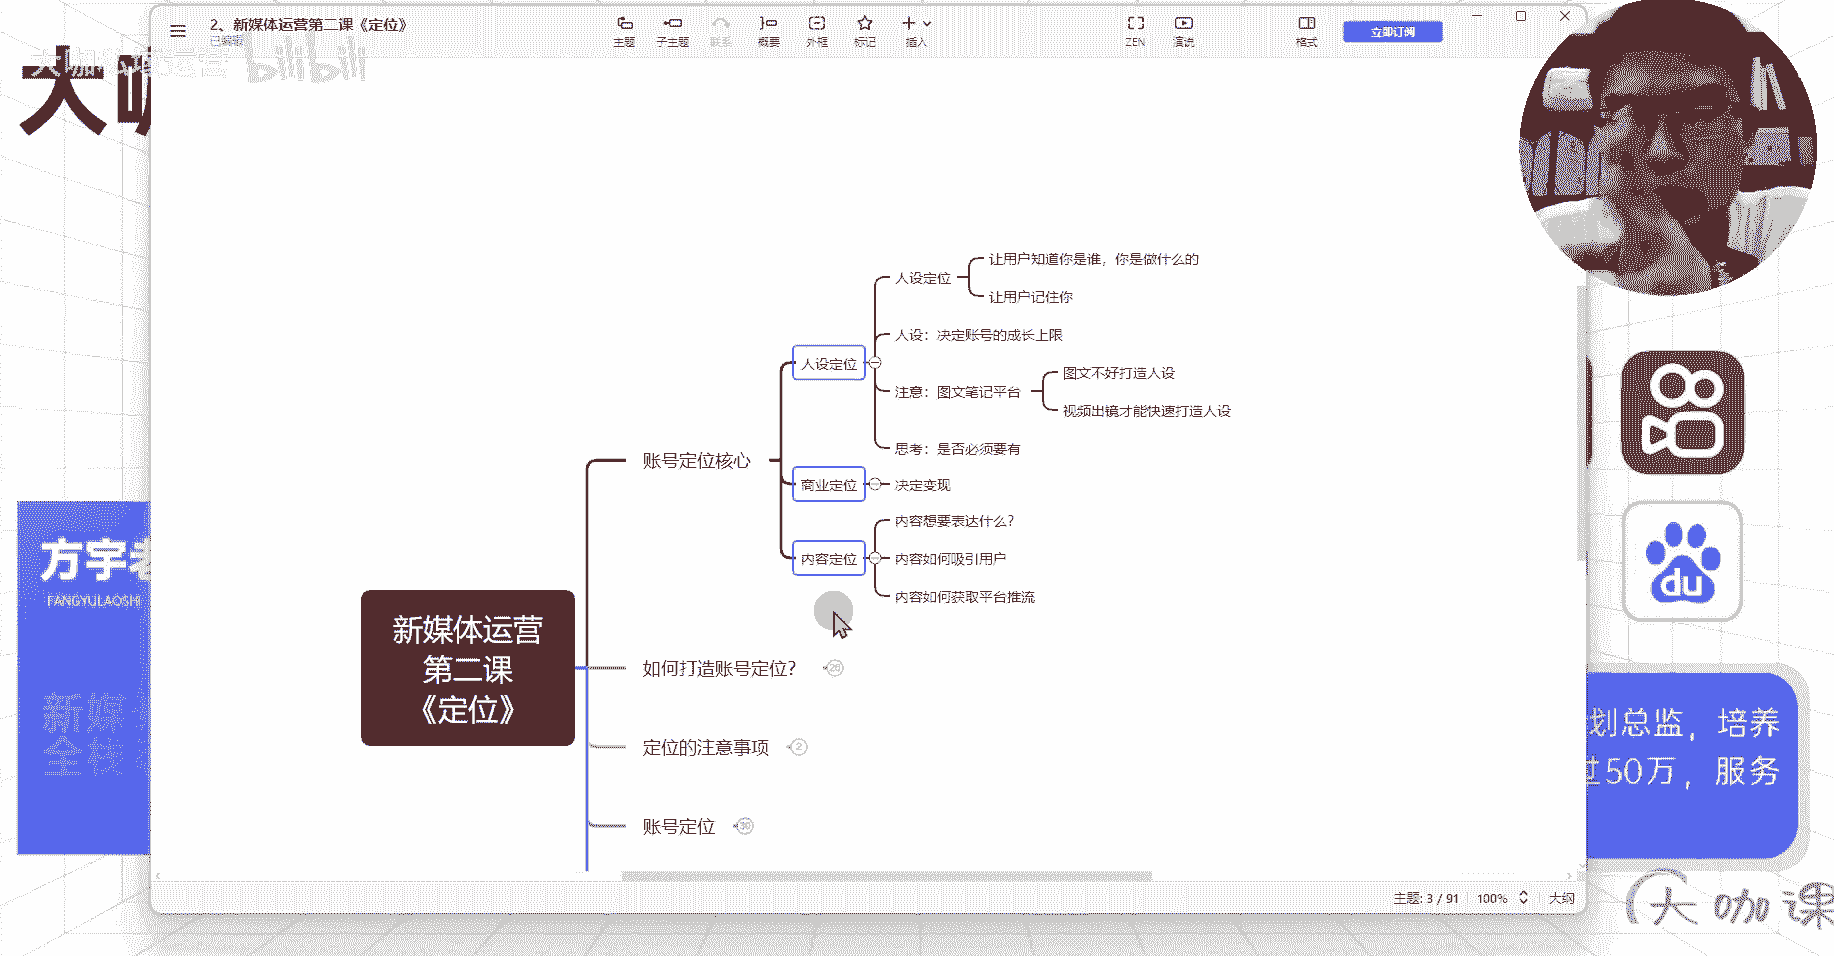 2、新媒体运营第二课《定位》
已编辑
主题
子主题
联系
概要
外框
标记
插入
ZEN
演说
格式
立即订阅
bilibili
大咖
人设定位
让用户知道你是谁，你是做什么的
让用户记住你
人设：决定账号的成长上限
人设定位
注意：图文笔记平台
图文不好打造人设
视频出镜才能快速打造人设
思考：是否必须要有
账号定位核心
商业定位
决定变现
内容定位
内容想要表达什么？
内容如何吸引用户
内容如何获取平台推流
新媒体运营
第二课
《定位》
如何打造账号定位？
26
定位的注意事项
2
账号定位
30
方宇老
FANGYULAOSHI
新媒
全栈
du
划总监，培养
过50万，服务
主题: 3 / 91
100%
大纲
大咖课